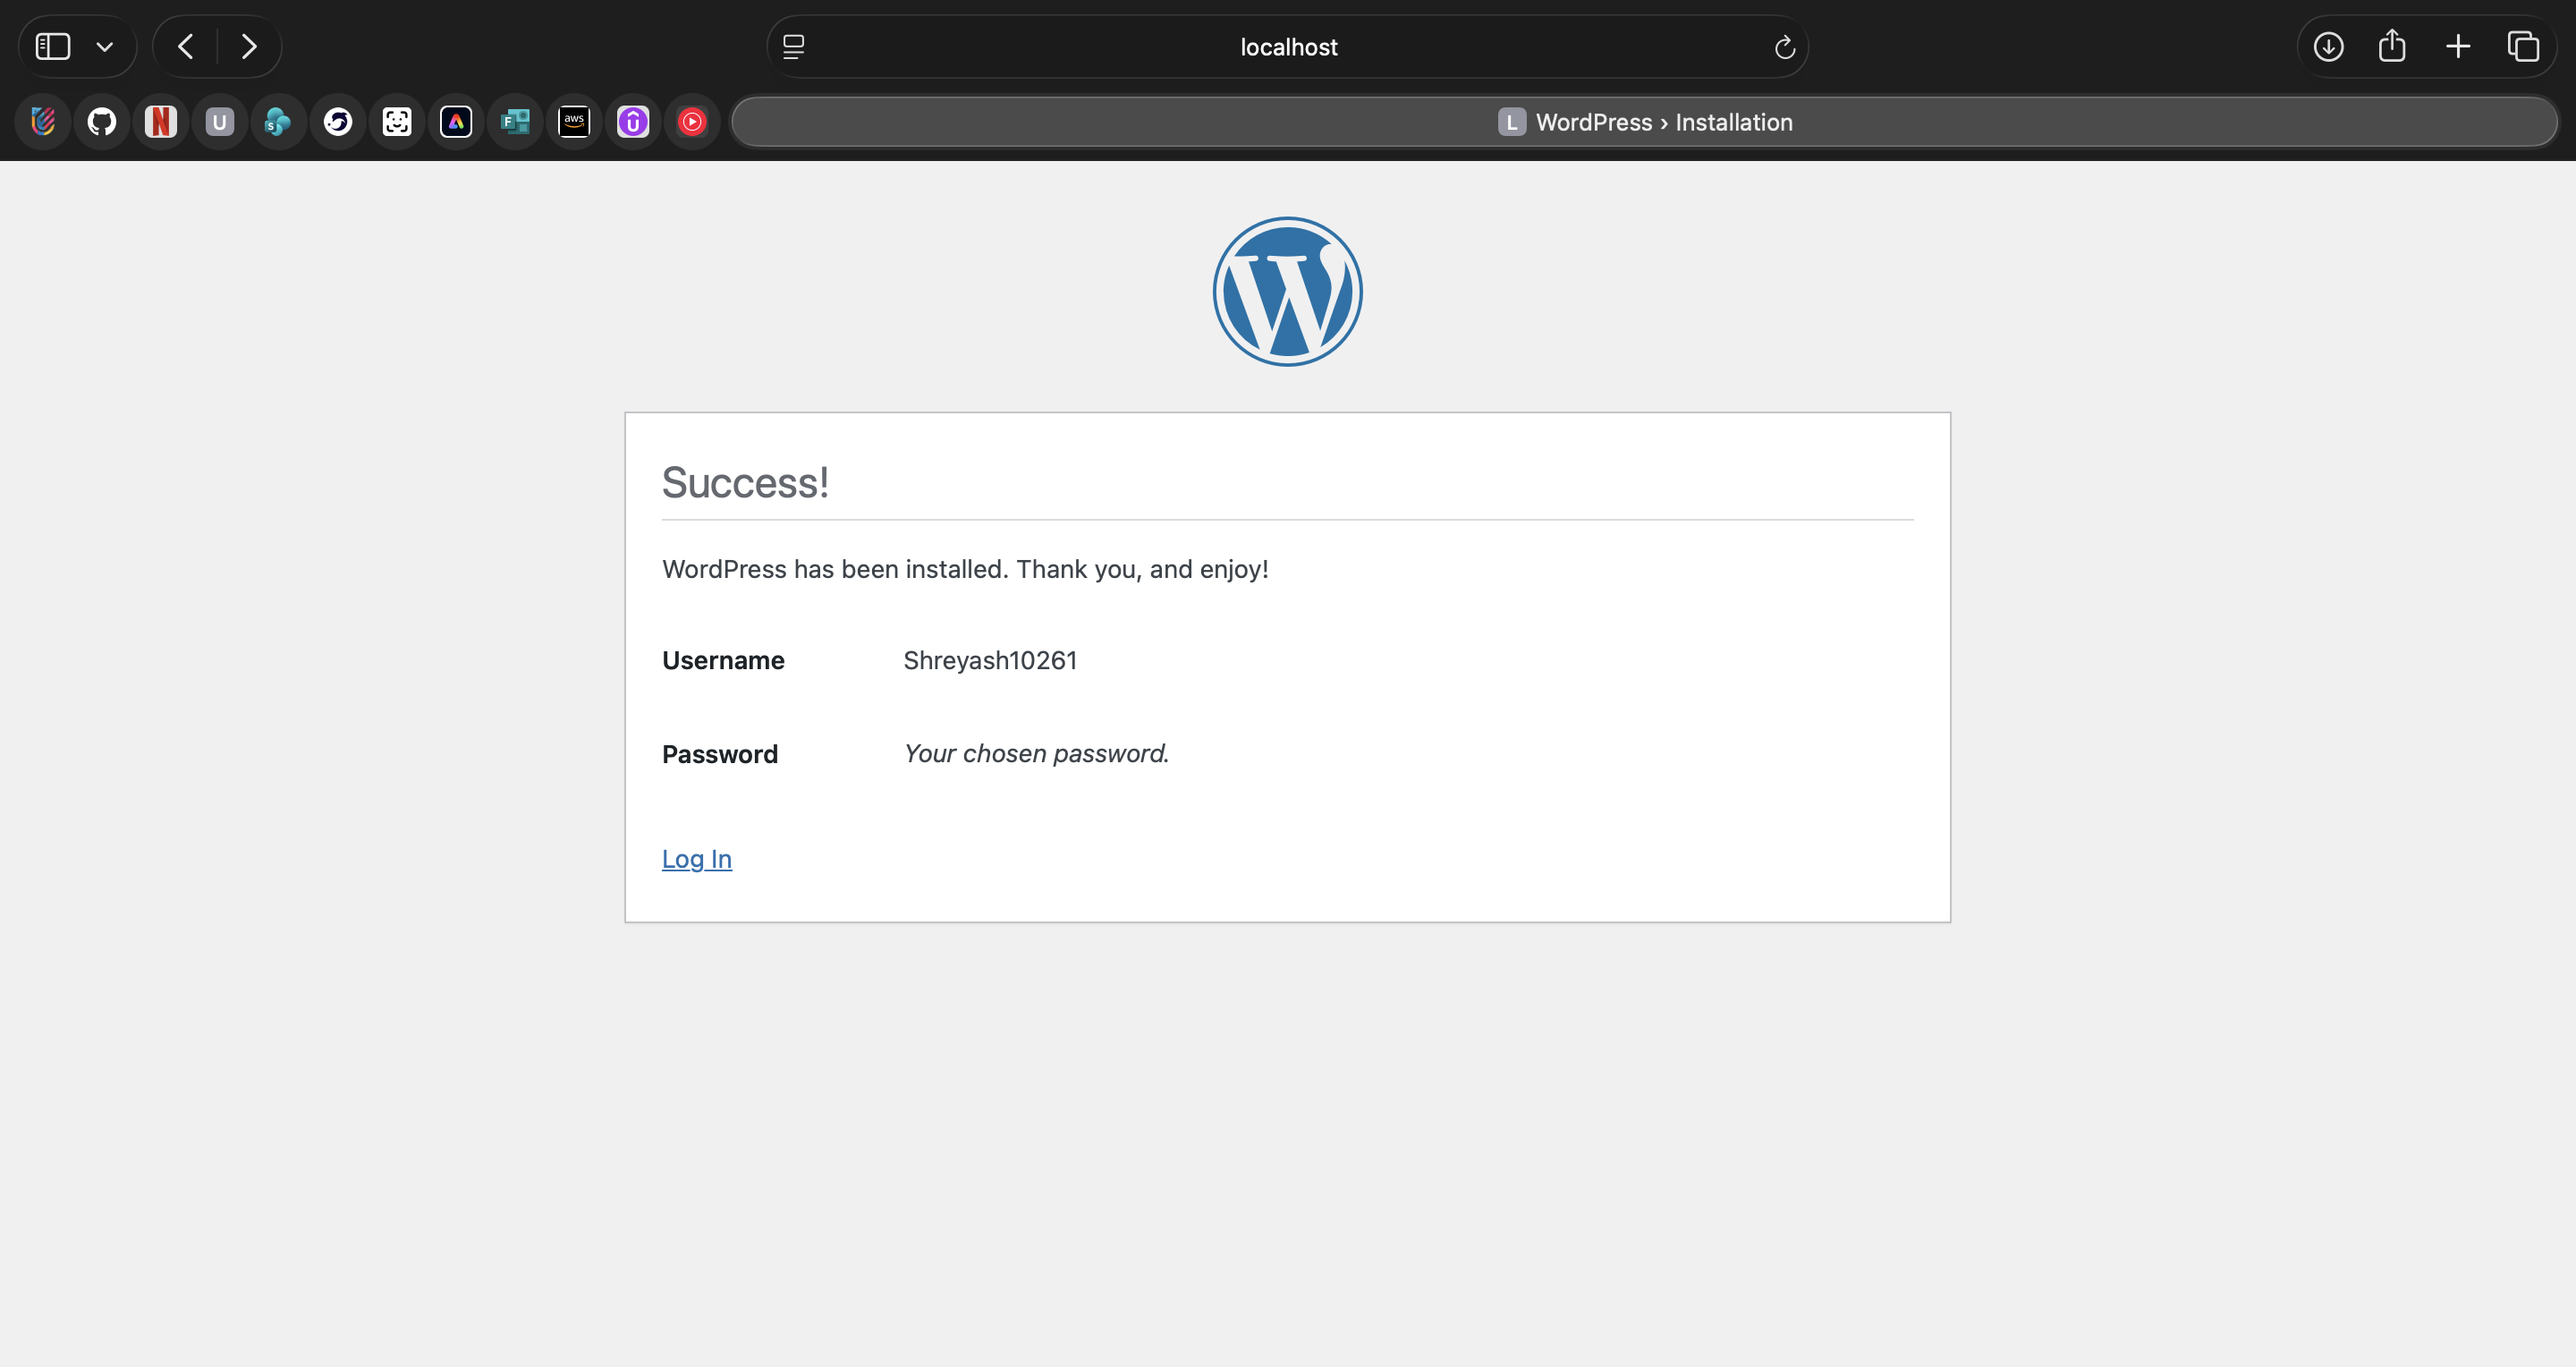 localhost
U
S
F
aws
L WordPress › Installation
Success!
WordPress has been installed. Thank you, and enjoy!
Username Shreyash10261
Password Your chosen password.
Log In